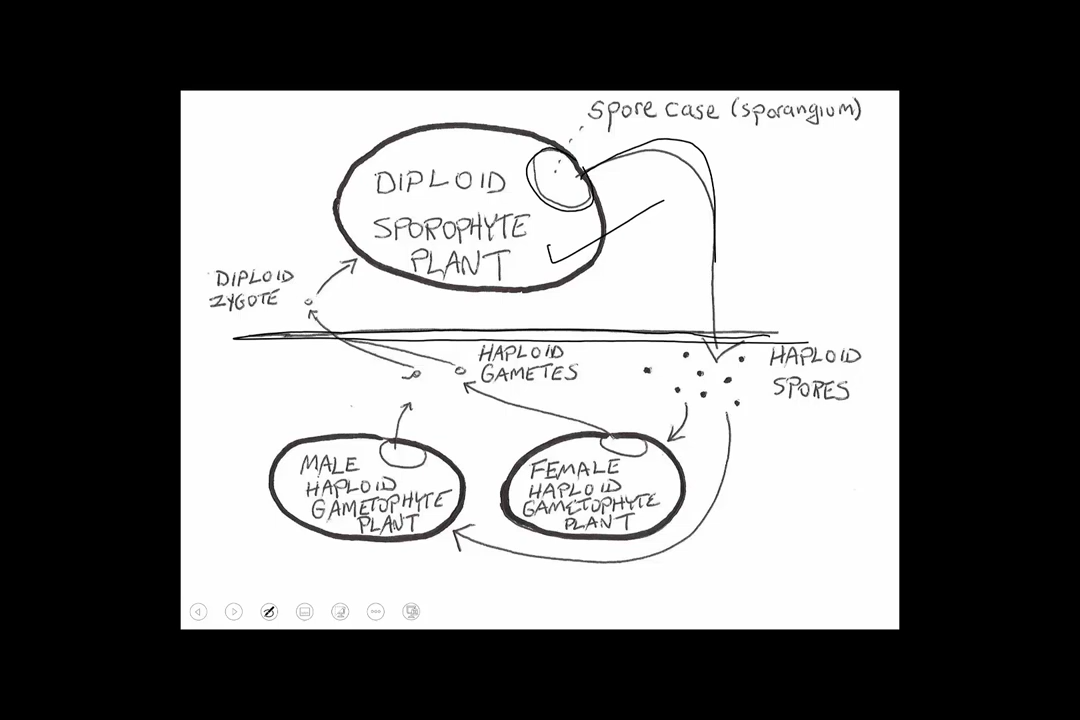 Spore case (sporangium)
DIPLOID
SPOROPHYTE
PLANT
DIPLOID
ZYGOTE
HAPLOID
GAMETES
HAPLOID
SPORES
MALE
HAPLOID
GAMETOPHYTE
PLANT
FEMALE
HAPLOID
GAMETOPHYTE
PLANT